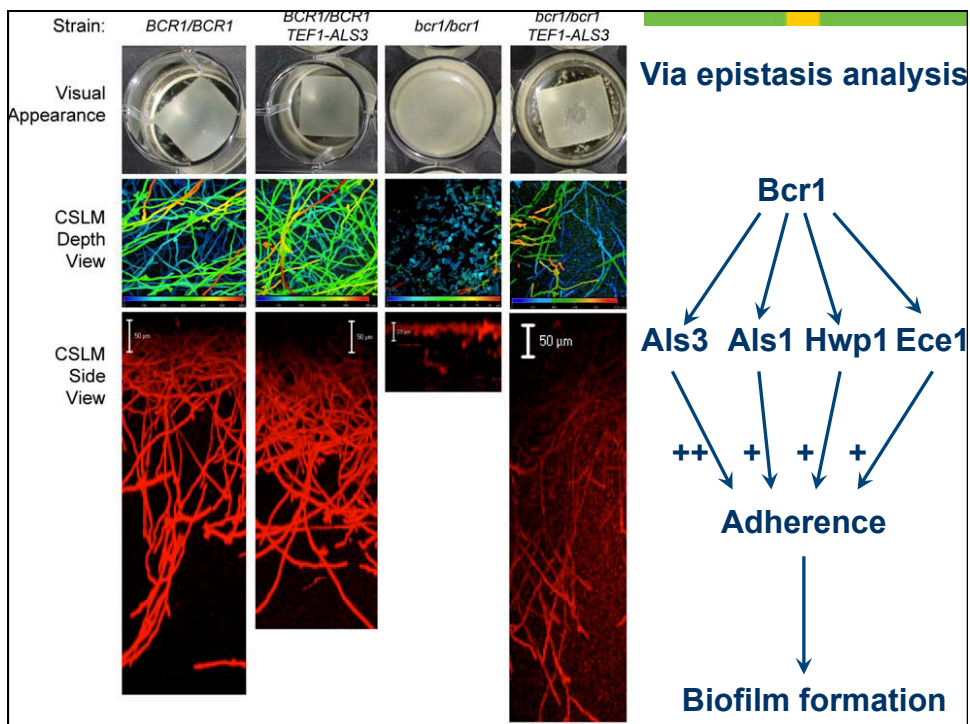 Strain:
BCR1/BCR1
BCR1/BCR1
TEF1-ALS3
bcr1/bcr1
bcr1/bcr1
TEF1-ALS3
Visual
Appearance
CSLM
Depth
View
CSLM
Side
View
50 µm
50 µm
50 µm
Via epistasis analysis
Bcr1
Als3 Als1 Hwp1 Ece1
++ + + +
Adherence
Biofilm formation